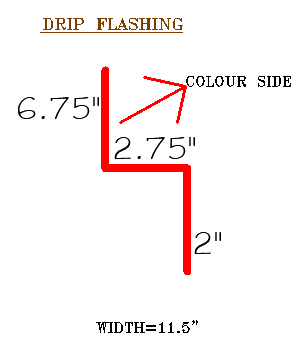 DRIP FLASHING
COLOUR SIDE
6.75"
2.75"
2"
WIDTH=11.5"